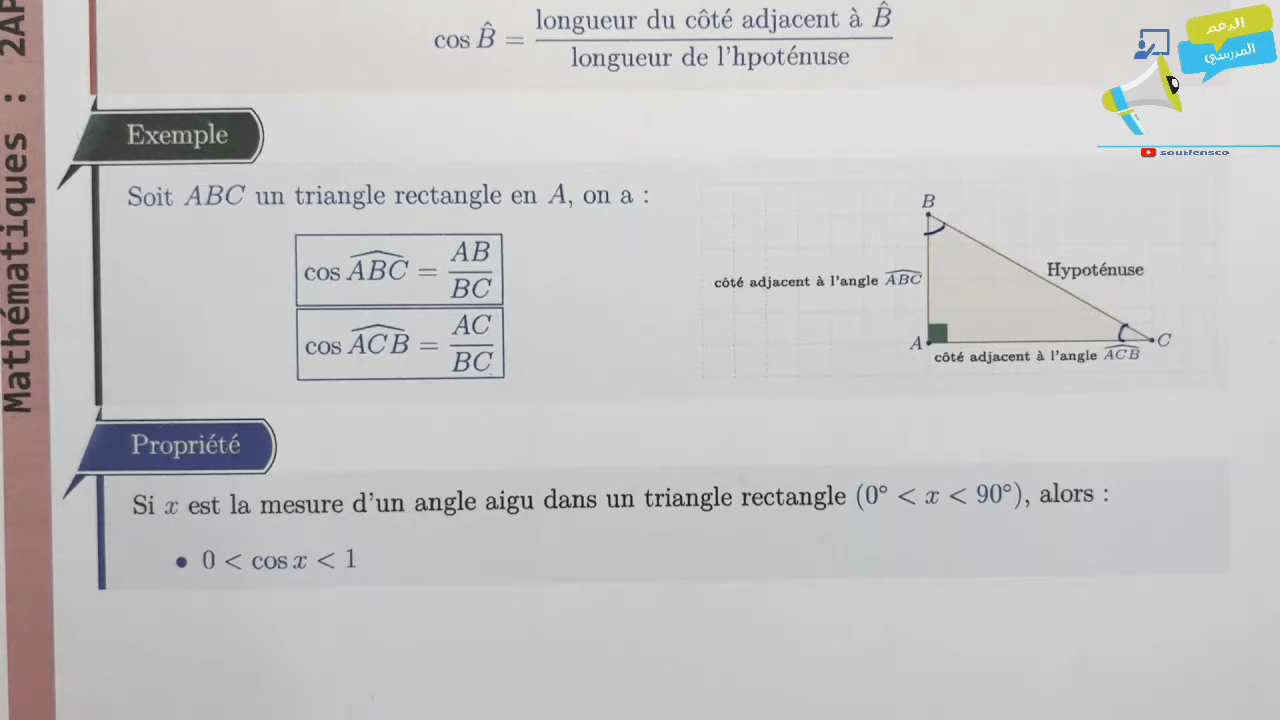 cos B̂ = longueur du côté adjacent à B̂ / longueur de l'hpoténuse
الدعم
المدرسي
soutiensco
Mathématiques : 2AP
Exemple
Soit ABC un triangle rectangle en A, on a :
cos ABC = AB / BC
cos ACB = AC / BC
B
côté adjacent à l'angle ABC
Hypoténuse
A
C
côté adjacent à l'angle ACB
Propriété
Si x est la mesure d'un angle aigu dans un triangle rectangle (0° < x < 90°), alors :
• 0 < cos x < 1